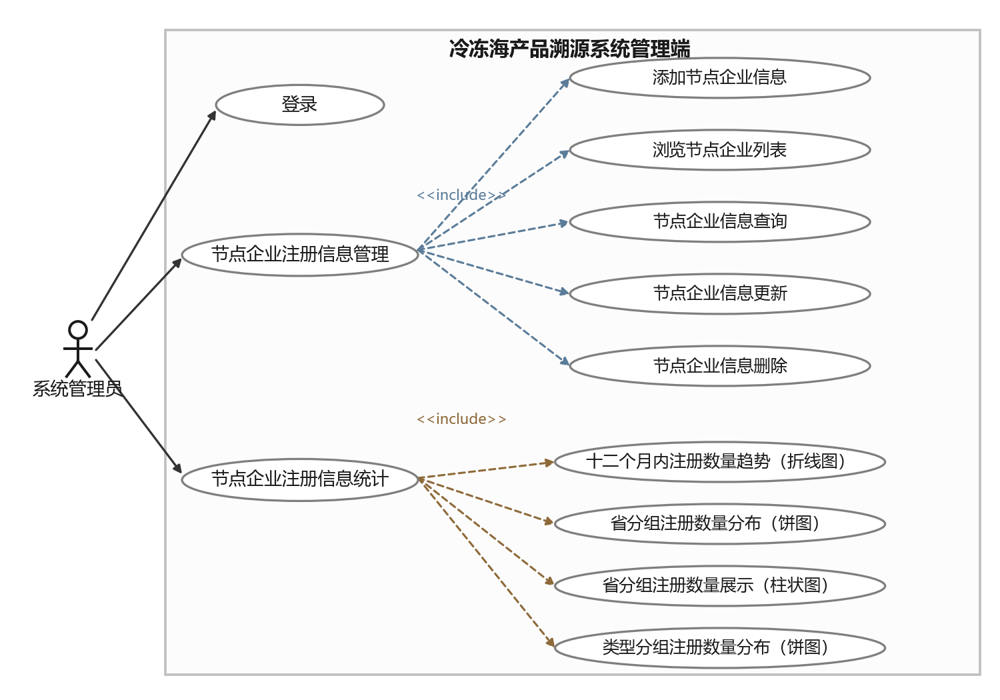 冷冻海产品溯源系统管理端
添加节点企业信息
登录
浏览节点企业列表
<<include>>
节点企业信息查询
节点企业注册信息管理
节点企业信息更新
节点企业信息删除
系统管理员
<<include>>
十二个月内注册数量趋势（折线图）
节点企业注册信息统计
省分组注册数量分布（饼图）
省分组注册数量展示（柱状图）
类型分组注册数量分布（饼图）